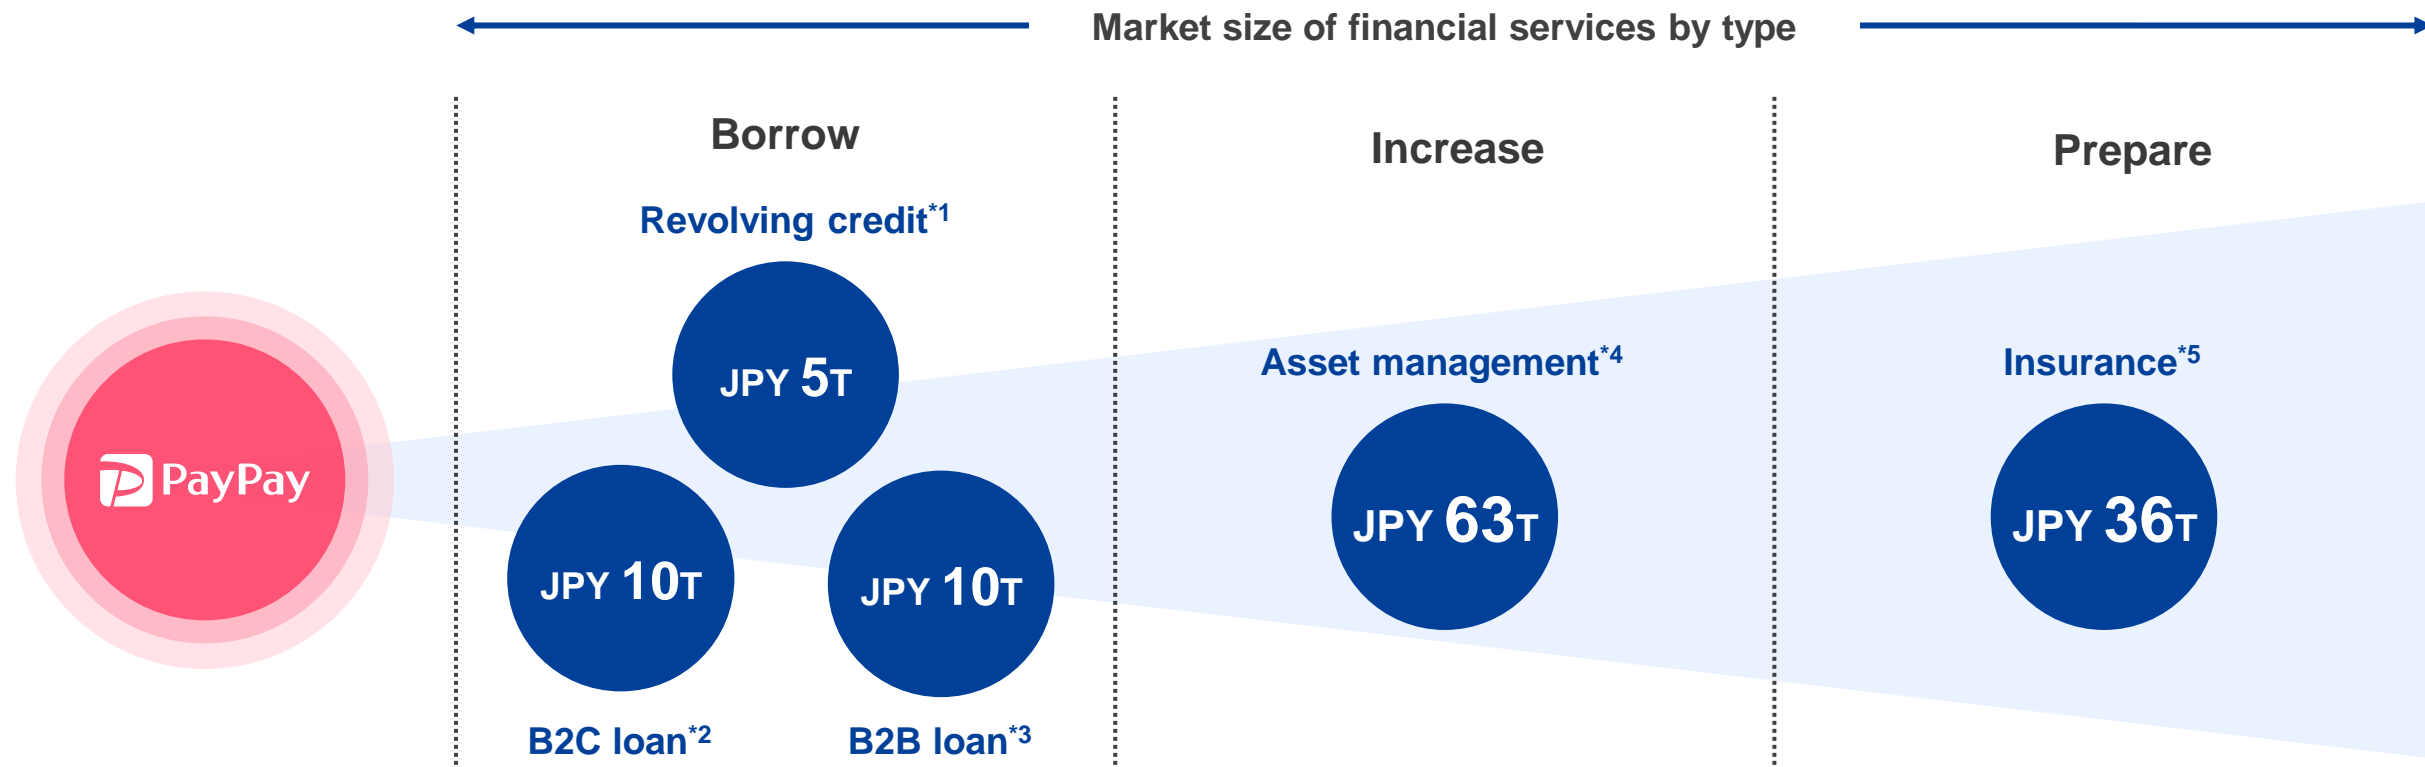 Market size of financial services by type
Borrow
Revolving credit*1
JPY 5T
JPY 10T
B2C loan*2
JPY 10T
B2B loan*3
Increase
Asset management*4
JPY 63T
Prepare
Insurance*5
JPY 36T
PayPay